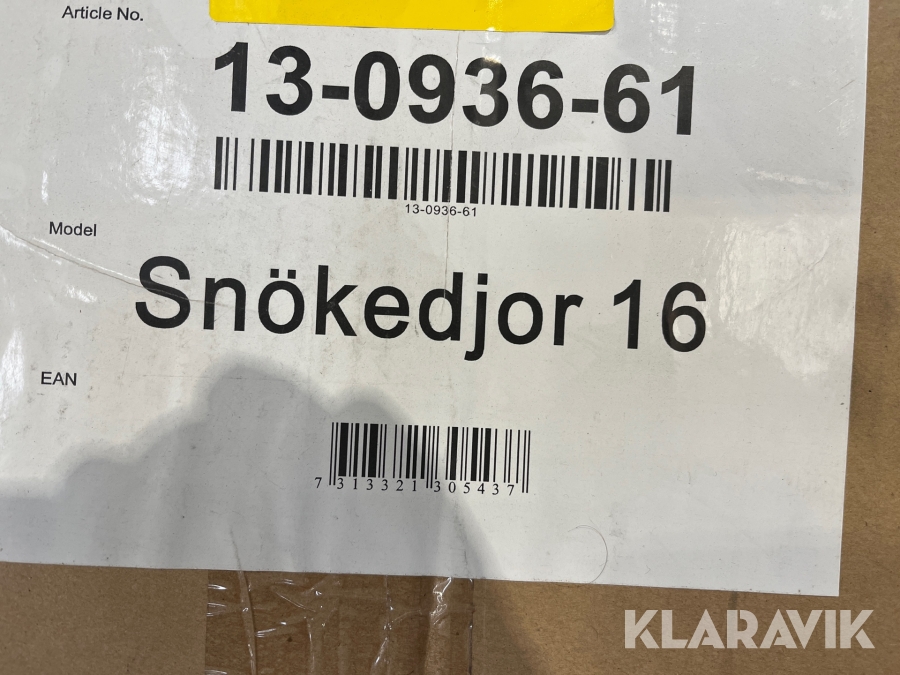 Article No.
13-0936-61
13-0936-61
Model
Snökedjor 16
EAN
7 313321 305437
KLARAVIK